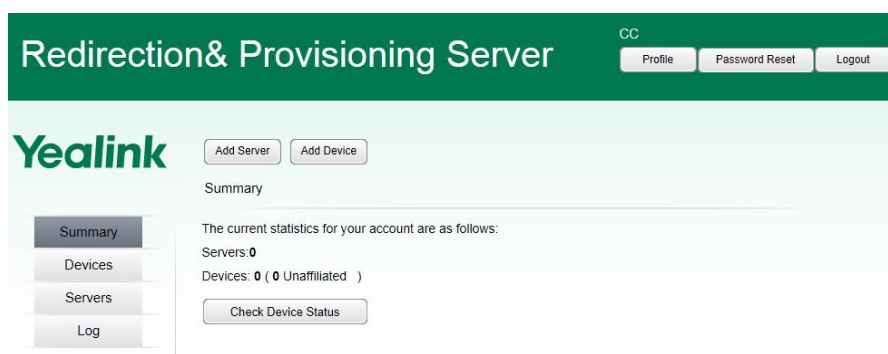 CC
Redirection& Provisioning Server
Profile Password Reset Logout
Yealink
Add Server Add Device
Summary
Summary
Devices
Servers
Log
The current statistics for your account are as follows:
Servers:0
Devices: 0 ( 0 Unaffiliated )
Check Device Status